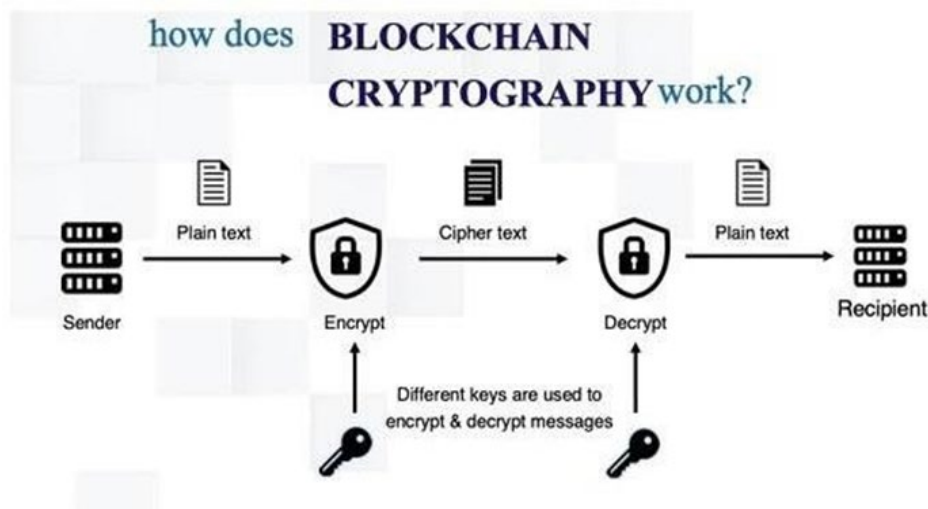 how does BLOCKCHAIN
CRYPTOGRAPHY work?
Plain text
Cipher text
Plain text
Sender
Encrypt
Decrypt
Recipient
Different keys are used to
encrypt & decrypt messages